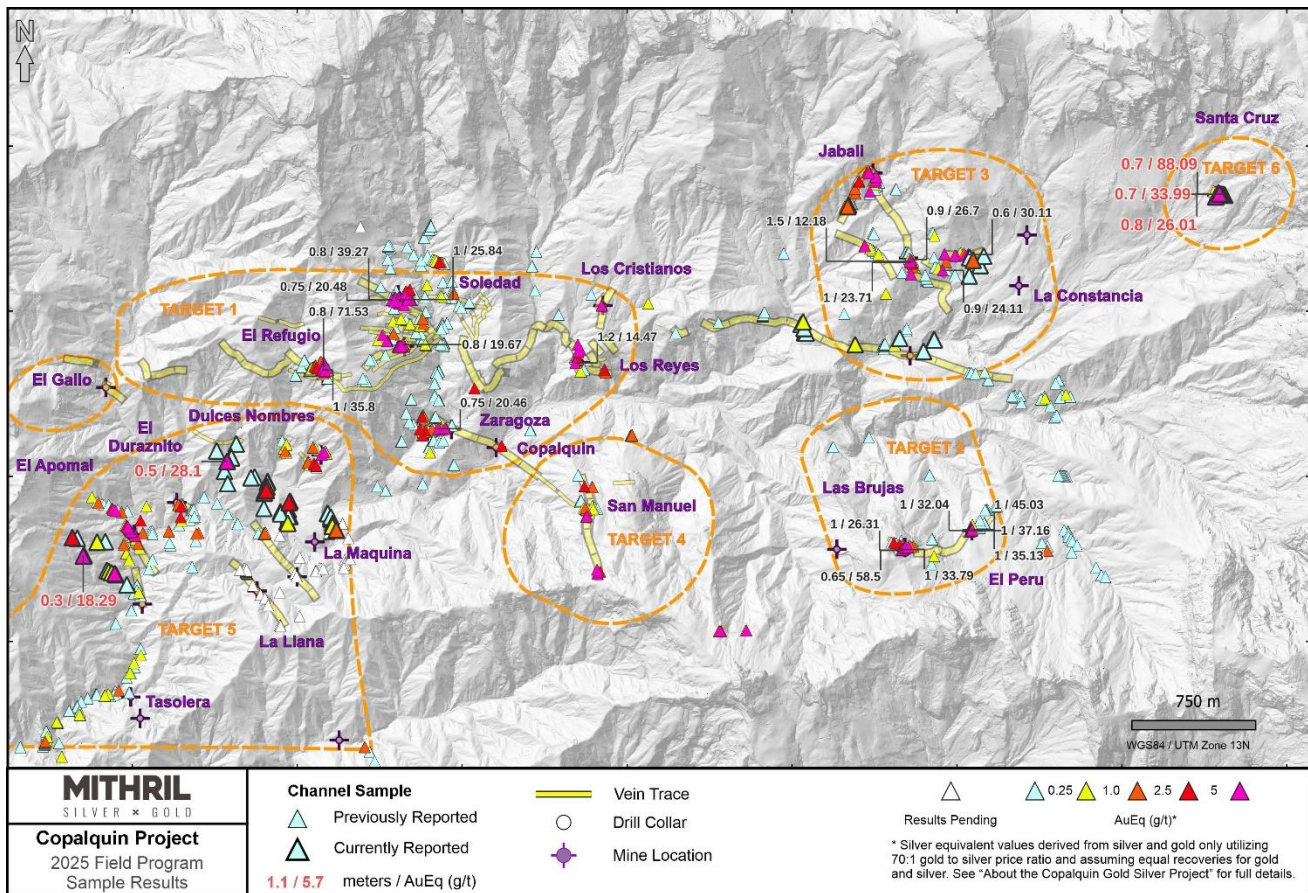 N
Santa Cruz
Jabali
0.7 / 88.09
TARGET 6
TARGET 3
0.7 / 33.99
0.9 / 26.7
0.6 / 30.11
1.5 / 12.18
0.8 / 26.01
0.8 / 39.27
1 / 25.84
Los Cristianos
0.75 / 20.48
Soledad
La Constancia
TARGET 1
0.8 / 71.53
1 / 23.71
0.9 / 24.11
El Refugio
0.8 / 19.67
1.2 / 14.47
Los Reyes
El Gallo
1 / 35.8
0.75 / 20.46
Dulces Nombres
Zaragoza
El
Duraznito
Copalquin
TARGET 2
El Apomal
0.5 / 28.1
Las Brujas
1 / 32.04
1 / 45.03
San Manuel
1 / 26.31
1 / 37.16
TARGET 4
La Maquina
1 / 35.13
0.65 / 58.5
1 / 33.79
El Peru
0.3 / 18.29
TARGET 5
La Llana
Tasolera
750 m
WGS84 / UTM Zone 13N
MITHRIL
SILVER × GOLD
Copalquin Project
2025 Field Program
Sample Results
Channel Sample
Previously Reported
Currently Reported
1.1 / 5.7 meters / AuEq (g/t)
Vein Trace
Drill Collar
Mine Location
0.25 1.0 2.5 5
Results Pending AuEq (g/t)*
* Silver equivalent values derived from silver and gold only utilizing
70:1 gold to silver price ratio and assuming equal recoveries for gold
and silver. See “About the Copalquin Gold Silver Project” for full details.